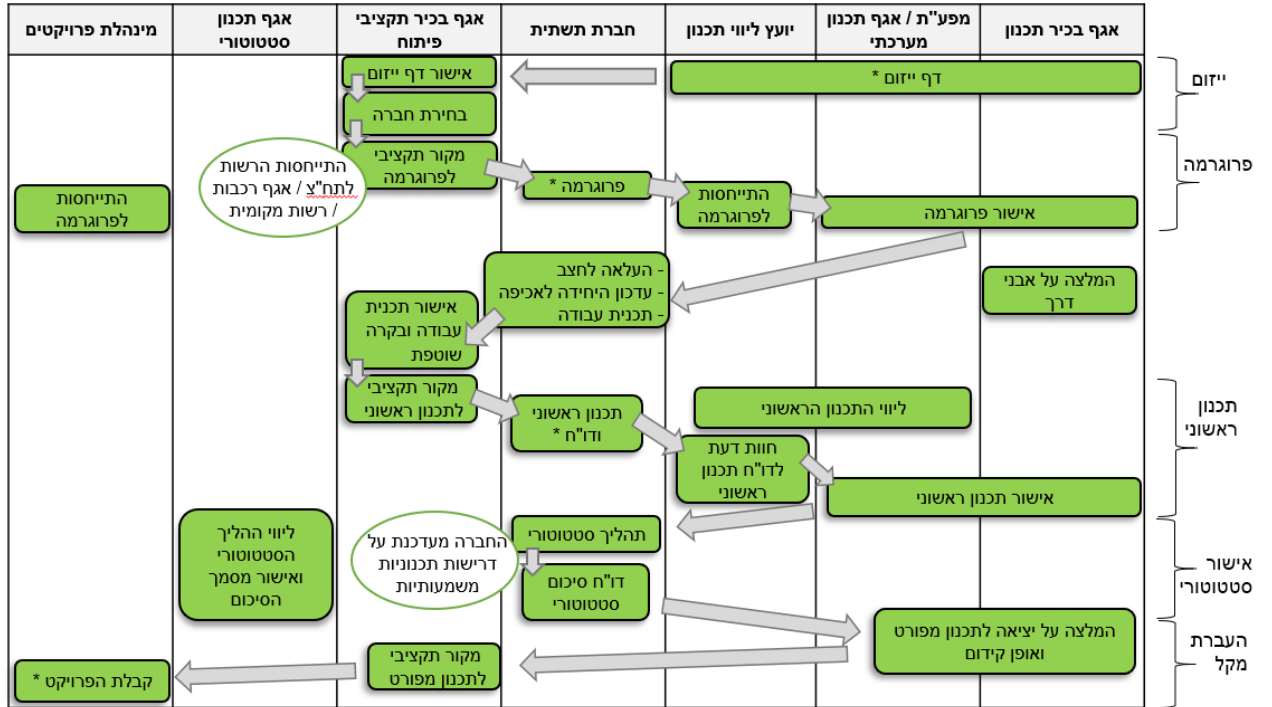 אגף בכיר תכנון
מפע"ת / אגף תכנון
מערכתי
יועץ ליווי תכנון
חברת תשתית
אגף בכיר תקציבי
פיתוח
אגף תכנון
סטטוטורי
מינהלת פרויקטים
ייזום
דף ייזום *
אישור דף ייזום
בחירת חברה
פרוגרמה
מקור תקציבי
לפרוגרמה
התייחסות הרשות
לתח"צ / אגף רכבות
/ רשות מקומית
פרוגרמה *
התייחסות
לפרוגרמה
אישור פרוגרמה
התייחסות
לפרוגרמה
המלצה על אבני
דרך
- העלאה לחצב
- עדכון היחידה לאכיפה
- תכנית עבודה
אישור תכנית
עבודה ובקרה
שוטפת
תכנון
ראשוני
מקור תקציבי
לתכנון ראשוני
תכנון ראשוני
ודו"ח *
ליווי התכנון הראשוני
חוות דעת
לדו"ח תכנון
ראשוני
אישור תכנון ראשוני
אישור
סטטוטורי
תהליך סטטוטורי
החברה מעדכנת על
דרישות תכנוניות
משמעותיות
ליווי ההליך
הסטטוטורי
ואישור מסמך
הסיכום
דו"ח סיכום
סטטוטורי
העברת
מקל
המלצה על יציאה לתכנון מפורט
ואופן קידום
מקור תקציבי
לתכנון מפורט
קבלת הפרויקט *